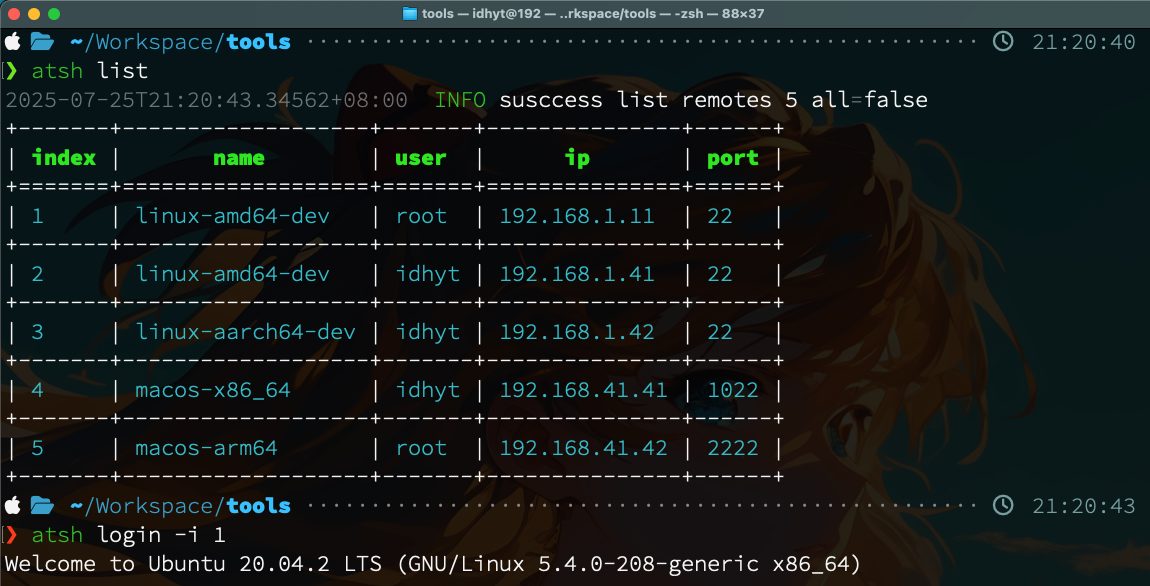 tools — idhyt@192 — ..rkspace/tools — -zsh — 88×37
~/Workspace/tools 21:20:40
❯ atsh list
2025-07-25T21:20:43.34562+08:00 INFO susccess list remotes 5 all=false
+-------+-------------------+-------+---------------+------+
| index | name | user | ip | port |
+=======+===================+=======+===============+======+
| 1 | linux-amd64-dev | root | 192.168.1.11 | 22 |
+-------+-------------------+-------+---------------+------+
| 2 | linux-amd64-dev | idhyt | 192.168.1.41 | 22 |
+-------+-------------------+-------+---------------+------+
| 3 | linux-aarch64-dev | idhyt | 192.168.1.42 | 22 |
+-------+-------------------+-------+---------------+------+
| 4 | macos-x86_64 | idhyt | 192.168.41.41 | 1022 |
+-------+-------------------+-------+---------------+------+
| 5 | macos-arm64 | root | 192.168.41.42 | 2222 |
+-------+-------------------+-------+---------------+------+
~/Workspace/tools 21:20:43
❯ atsh login -i 1
Welcome to Ubuntu 20.04.2 LTS (GNU/Linux 5.4.0-208-generic x86_64)